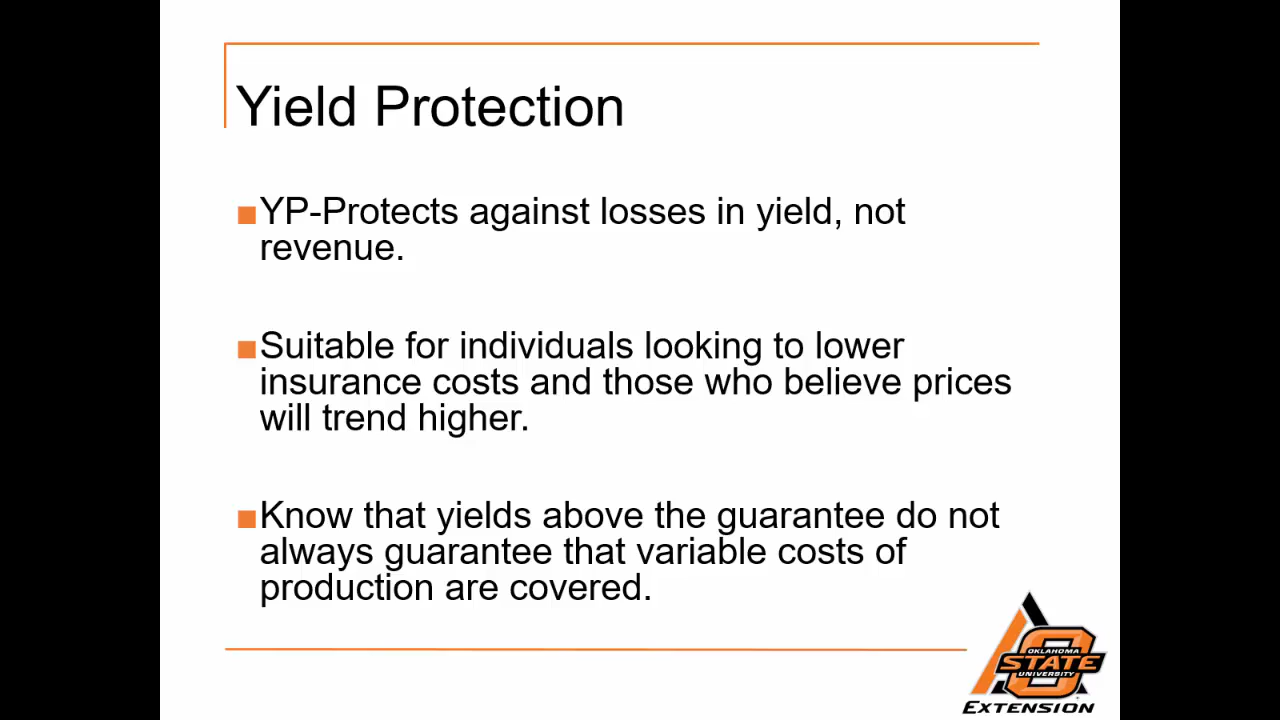 Yield Protection
YP-Protects against losses in yield, not
revenue.
Suitable for individuals looking to lower
insurance costs and those who believe prices
will trend higher.
Know that yields above the guarantee do not
always guarantee that variable costs of
production are covered.
OKLAHOMA
STATE
UNIVERSITY
EXTENSION